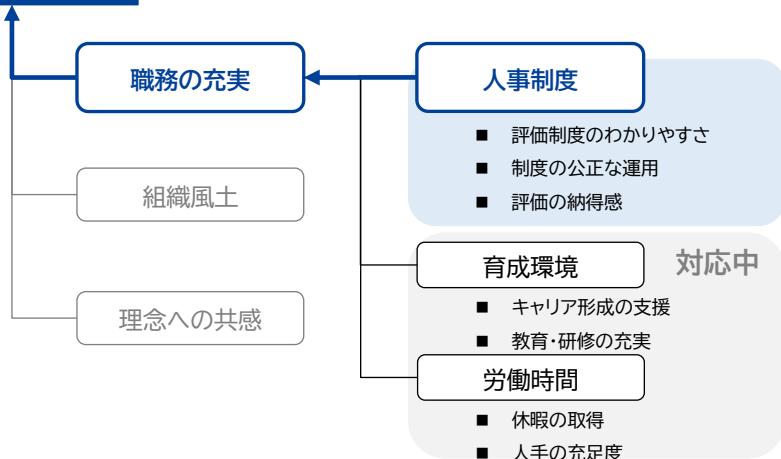 職務の充実
人事制度
■ 評価制度のわかりやすさ
■ 制度の公正な運用
■ 評価の納得感
組織風土
育成環境
対応中
■ キャリア形成の支援
■ 教育・研修の充実
理念への共感
労働時間
■ 休暇の取得
■ 人手の充足度